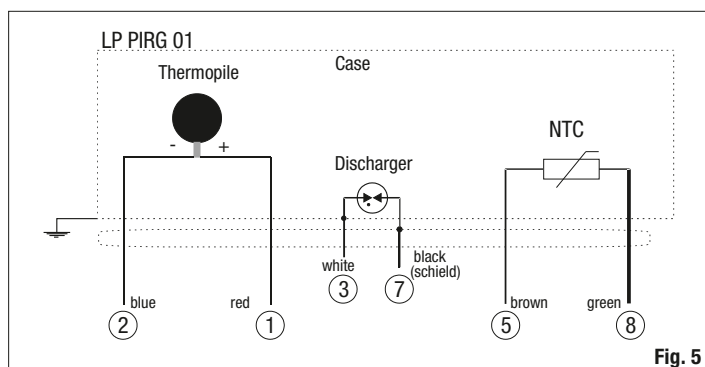 LP PIRG 01
Case
Thermopile
- +
NTC
Discharger
white
black
(schield)
3
7
blue
red
brown
green
2
1
5
8
Fig. 5